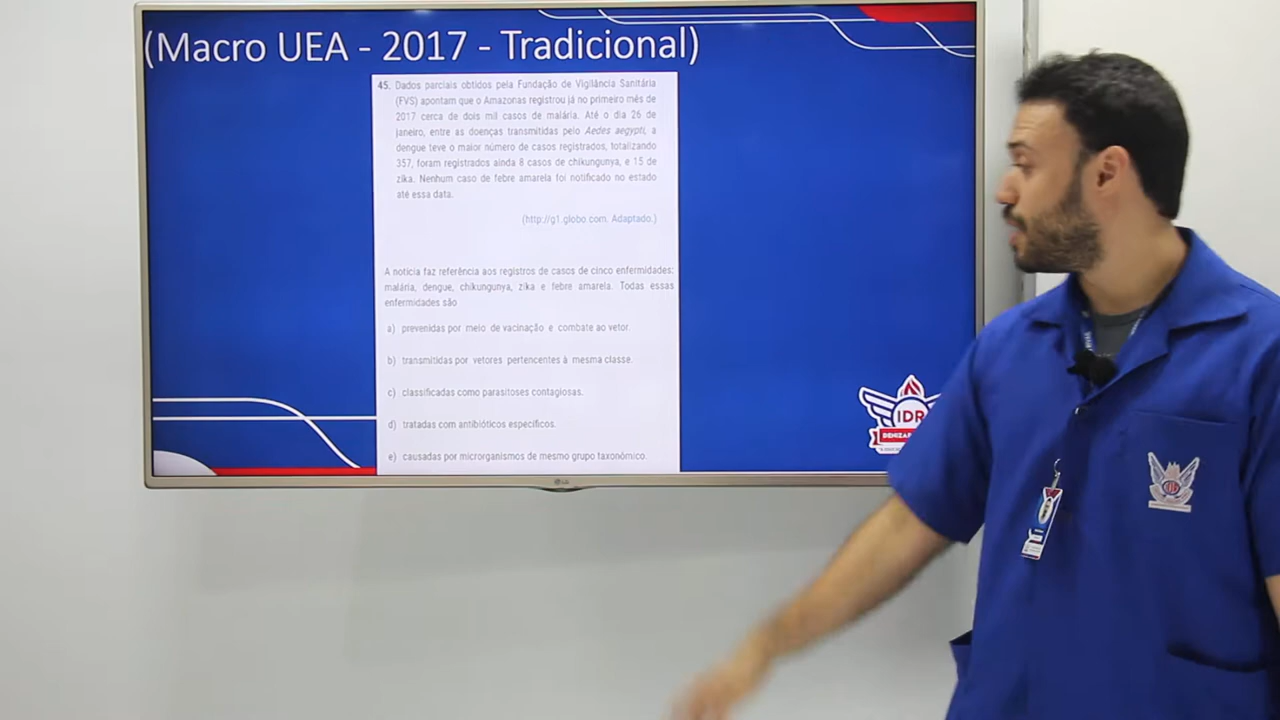 (Macro UEA - 2017 - Tradicional)
45. Dados parciais obtidos pela Fundação de Vigilância Sanitária
(FVS) apontam que o Amazonas registrou já no primeiro mês de
2017 cerca de dois mil casos de malária. Até o dia 26 de
janeiro, entre as doenças transmitidas pelo Aedes aegypti, a
dengue teve o maior número de casos registrados, totalizando
357, foram registrados ainda 8 casos de chikungunya, e 15 de
zika. Nenhum caso de febre amarela foi notificado no estado
até essa data.
(http://g1.globo.com. Adaptado.)
A notícia faz referência aos registros de casos de cinco enfermidades:
malária, dengue, chikungunya, zika e febre amarela. Todas essas
enfermidades são
a) prevenidas por meio de vacinação e combate ao vetor.
b) transmitidas por vetores pertencentes à mesma classe.
c) classificadas como parasitoses contagiosas.
d) tratadas com antibióticos específicos.
e) causadas por microrganismos de mesmo grupo taxonômico.
IDR
LG